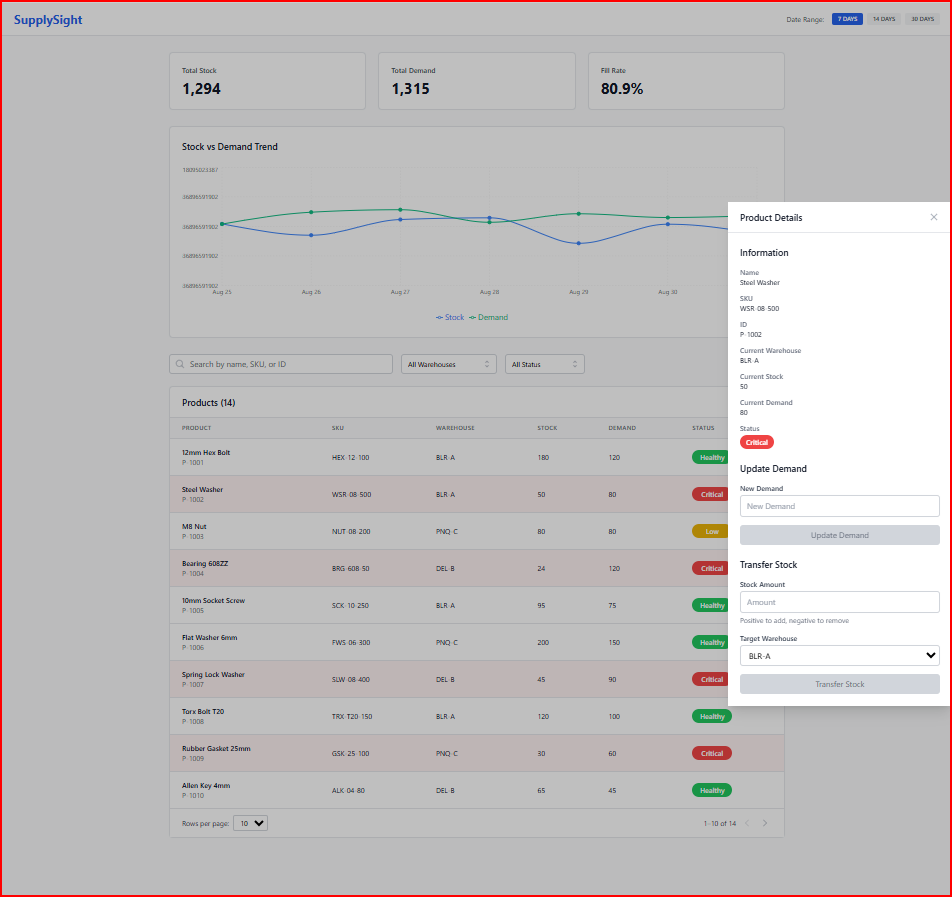 SupplySight
Date Range: 7 DAYS 14 DAYS 30 DAYS
Total Stock
1,294
Total Demand
1,315
Fill Rate
80.9%
Stock vs Demand Trend
36896591902
36896591902
36896591902
Aug 25 Aug 26 Aug 27 Aug 28 Aug 29 Aug 30
Stock Demand
Search by name, SKU, or ID
All Warehouses
All Status
Products (14)
PRODUCT SKU WAREHOUSE STOCK DEMAND STATUS
12mm Hex Bolt
P-1001
HEX-12-100 BLR-A 180 120 Healthy
Steel Washer
P-1002
WSR-08-500 BLR-A 50 80 Critical
M8 Nut
P-1003
NUT-08-200 PNQ-C 80 80 Low
Bearing 608ZZ
P-1004
BRG-608-50 DEL-B 24 120 Critical
10mm Socket Screw
P-1005
SCX-10-250 BLR-A 95 75 Healthy
Flat Washer 6mm
P-1006
FWS-06-300 PNQ-C 200 150 Healthy
Spring Lock Washer
P-1007
SLW-08-400 DEL-B 45 90 Critical
Torx Bolt T20
P-1008
TRX-T20-150 BLR-A 120 100 Healthy
Rubber Gasket 25mm
P-1009
GSK-25-100 PNQ-C 30 60 Critical
Allen Key 4mm
P-1010
ALK-04-80 DEL-B 65 45 Healthy
Rows per page: 10
1-10 of 14
Product Details
Information
Name
Steel Washer
SKU
WSR-08-500
ID
P-1002
Current Warehouse
BLR-A
Current Stock
50
Current Demand
80
Status
Critical
Update Demand
New Demand
New Demand
Update Demand
Transfer Stock
Stock Amount
Amount
Positive to add, negative to remove
Target Warehouse
BLR-A
Transfer Stock